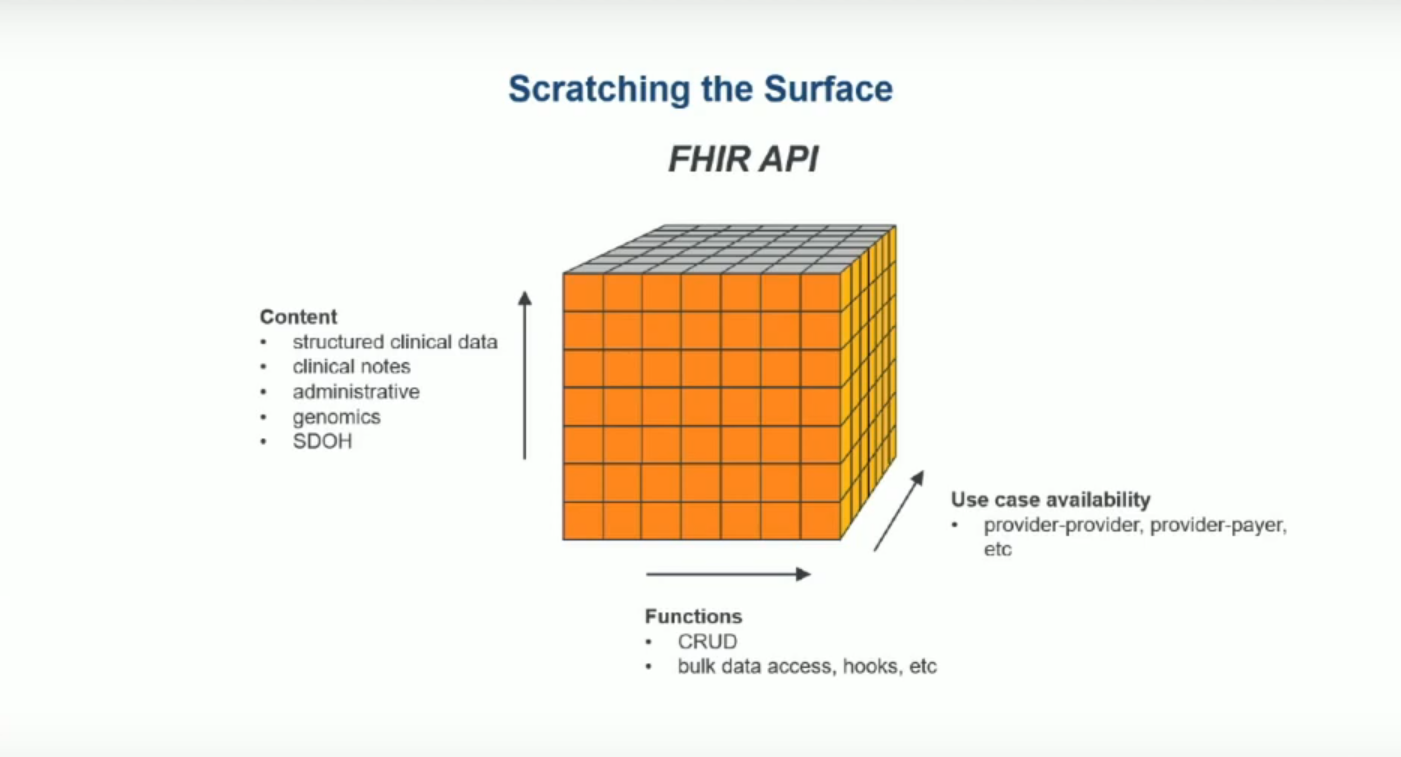 Scratching the Surface
FHIR API
Content
• structured clinical data
• clinical notes
• administrative
• genomics
• SDOH
Use case availability
• provider-provider, provider-payer,
etc
Functions
• CRUD
• bulk data access, hooks, etc